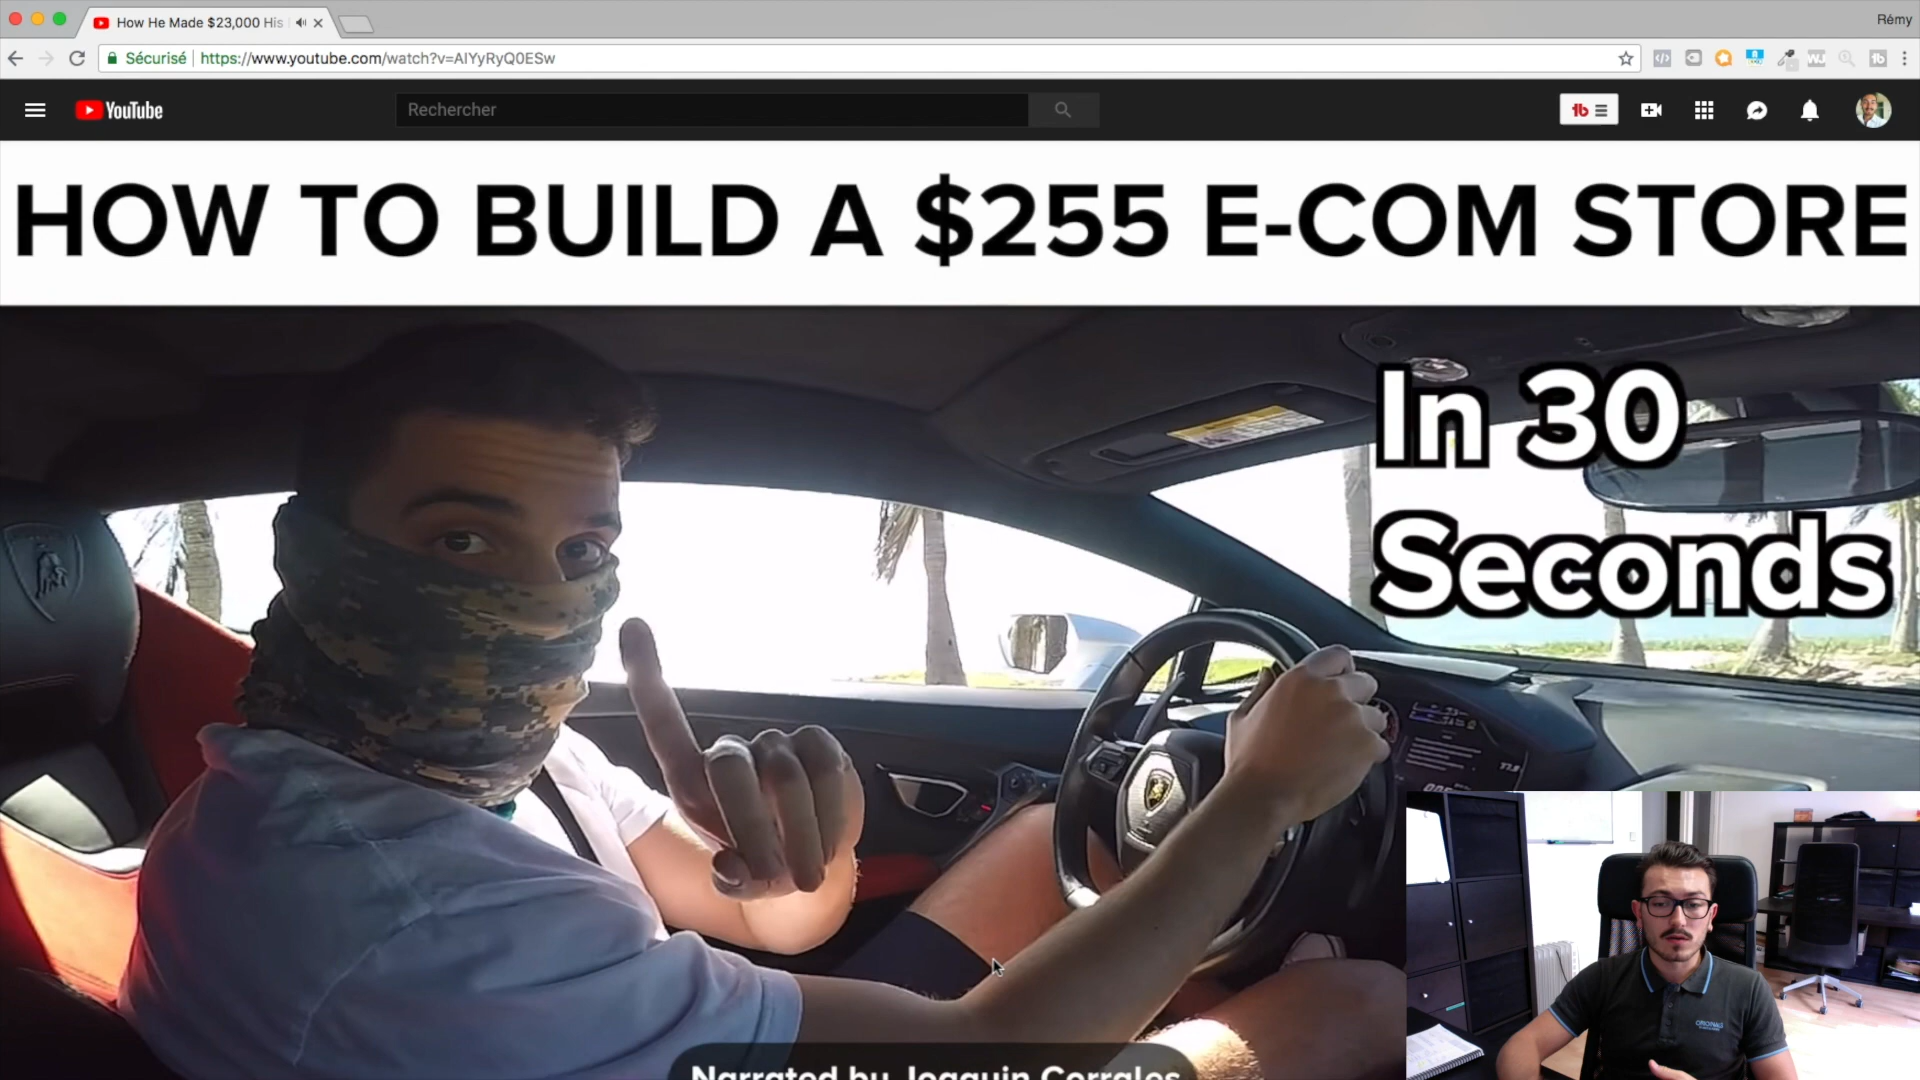 How He Made $23,000 His
Rémy
Sécurisé
https://www.youtube.com/watch?v=AIYyRyQ0ESw
YouTube
Rechercher
HOW TO BUILD A $255 E-COM STORE
In 30
Seconds
ORIGINALS
Narrated by Joaquin Corrales